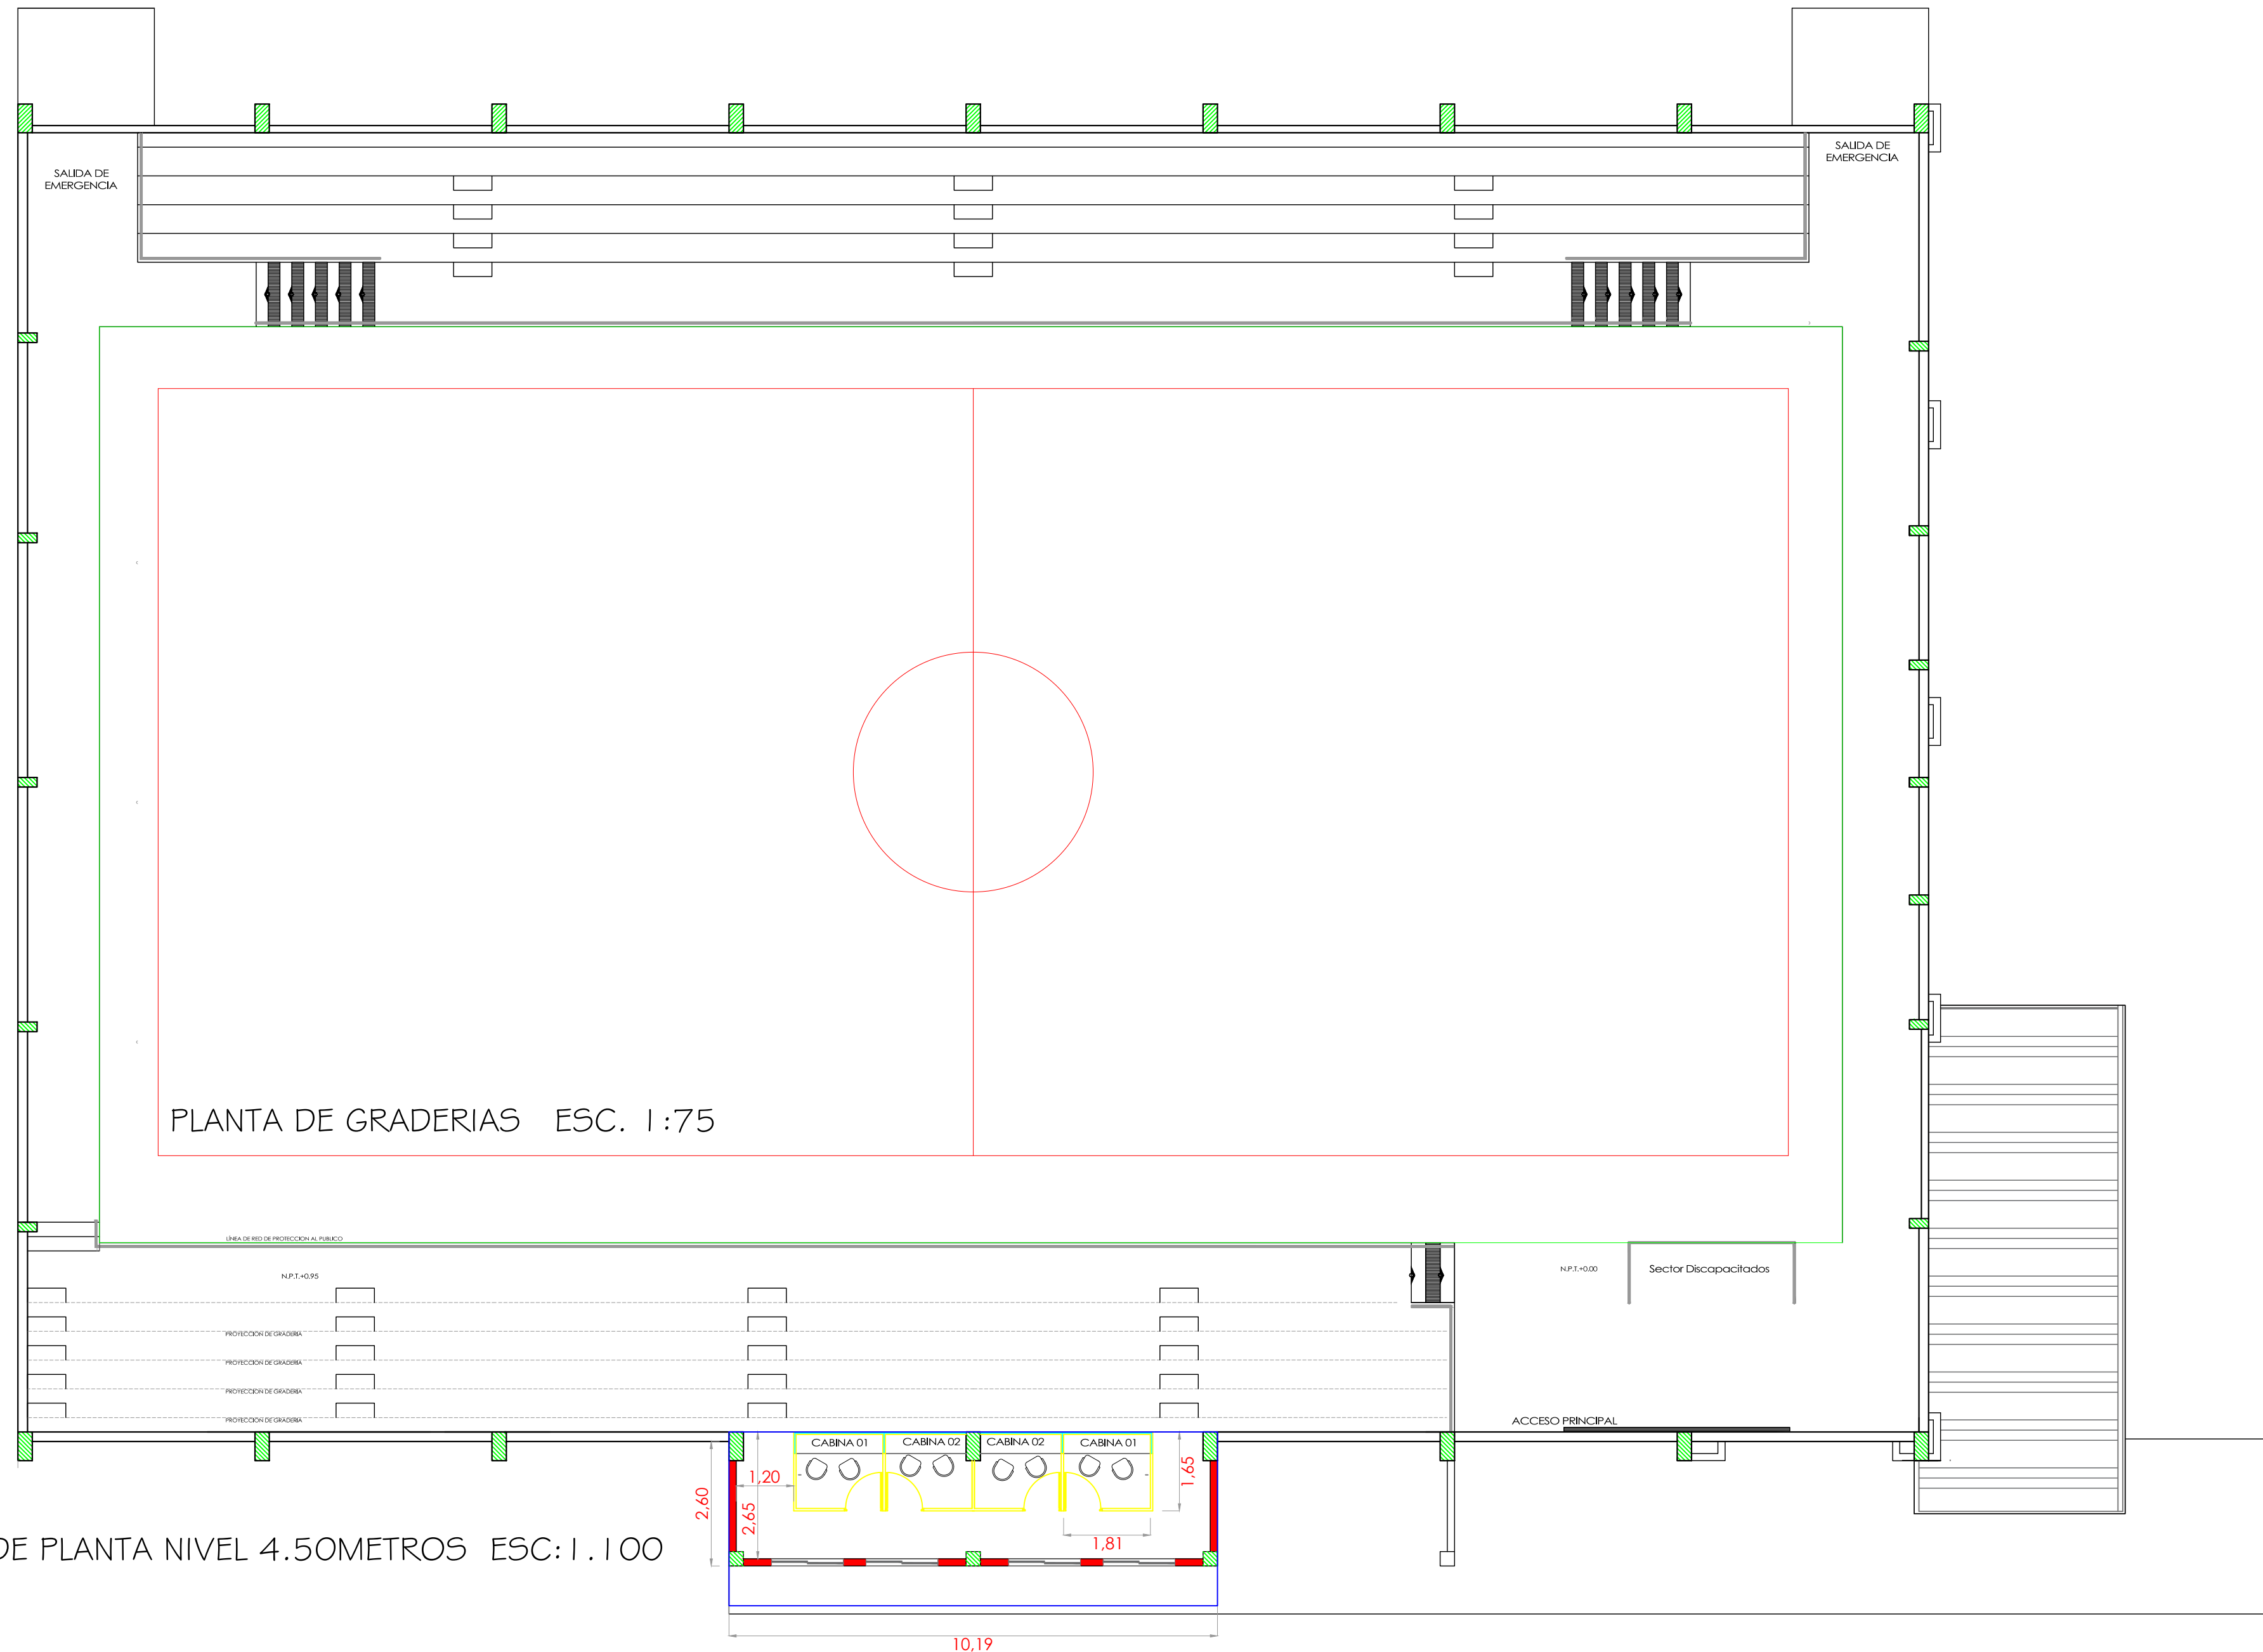 SALIDA DE
EMERGENCIA
SALIDA DE
EMERGENCIA
PLANTA DE GRADERIAS ESC. 1:75
LÍNEA DE RED DE PROTECCION AL PUBLICO
N.P.T.+0.95
N.P.T.+0.00
Sector Discapacitados
PROYECCION DE GRADERIA
PROYECCION DE GRADERIA
PROYECCION DE GRADERIA
PROYECCION DE GRADERIA
ACCESO PRINCIPAL
CABINA 01
CABINA 02
CABINA 02
CABINA 01
1,20
1,65
2,60
2,65
1,81
DE PLANTA NIVEL 4.50METROS ESC:1.100
10,19